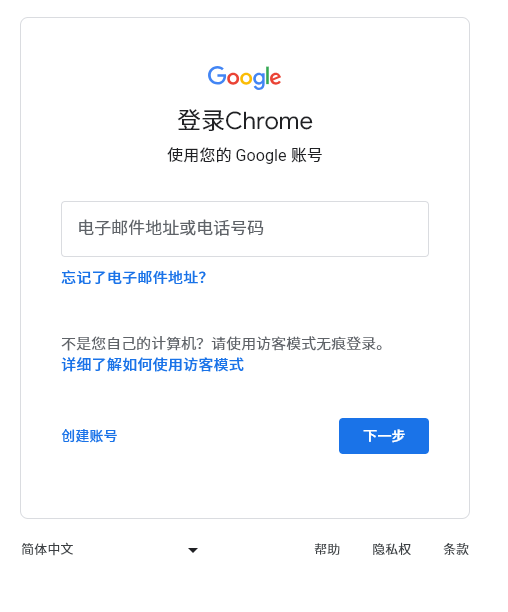 Google
登录Chrome
使用您的 Google 账号
电子邮件地址或电话号码
忘记了电子邮件地址?
不是您自己的计算机？请使用访客模式无痕登录。
详细了解如何使用访客模式
创建账号
下一步
简体中文
帮助
隐私权
条款